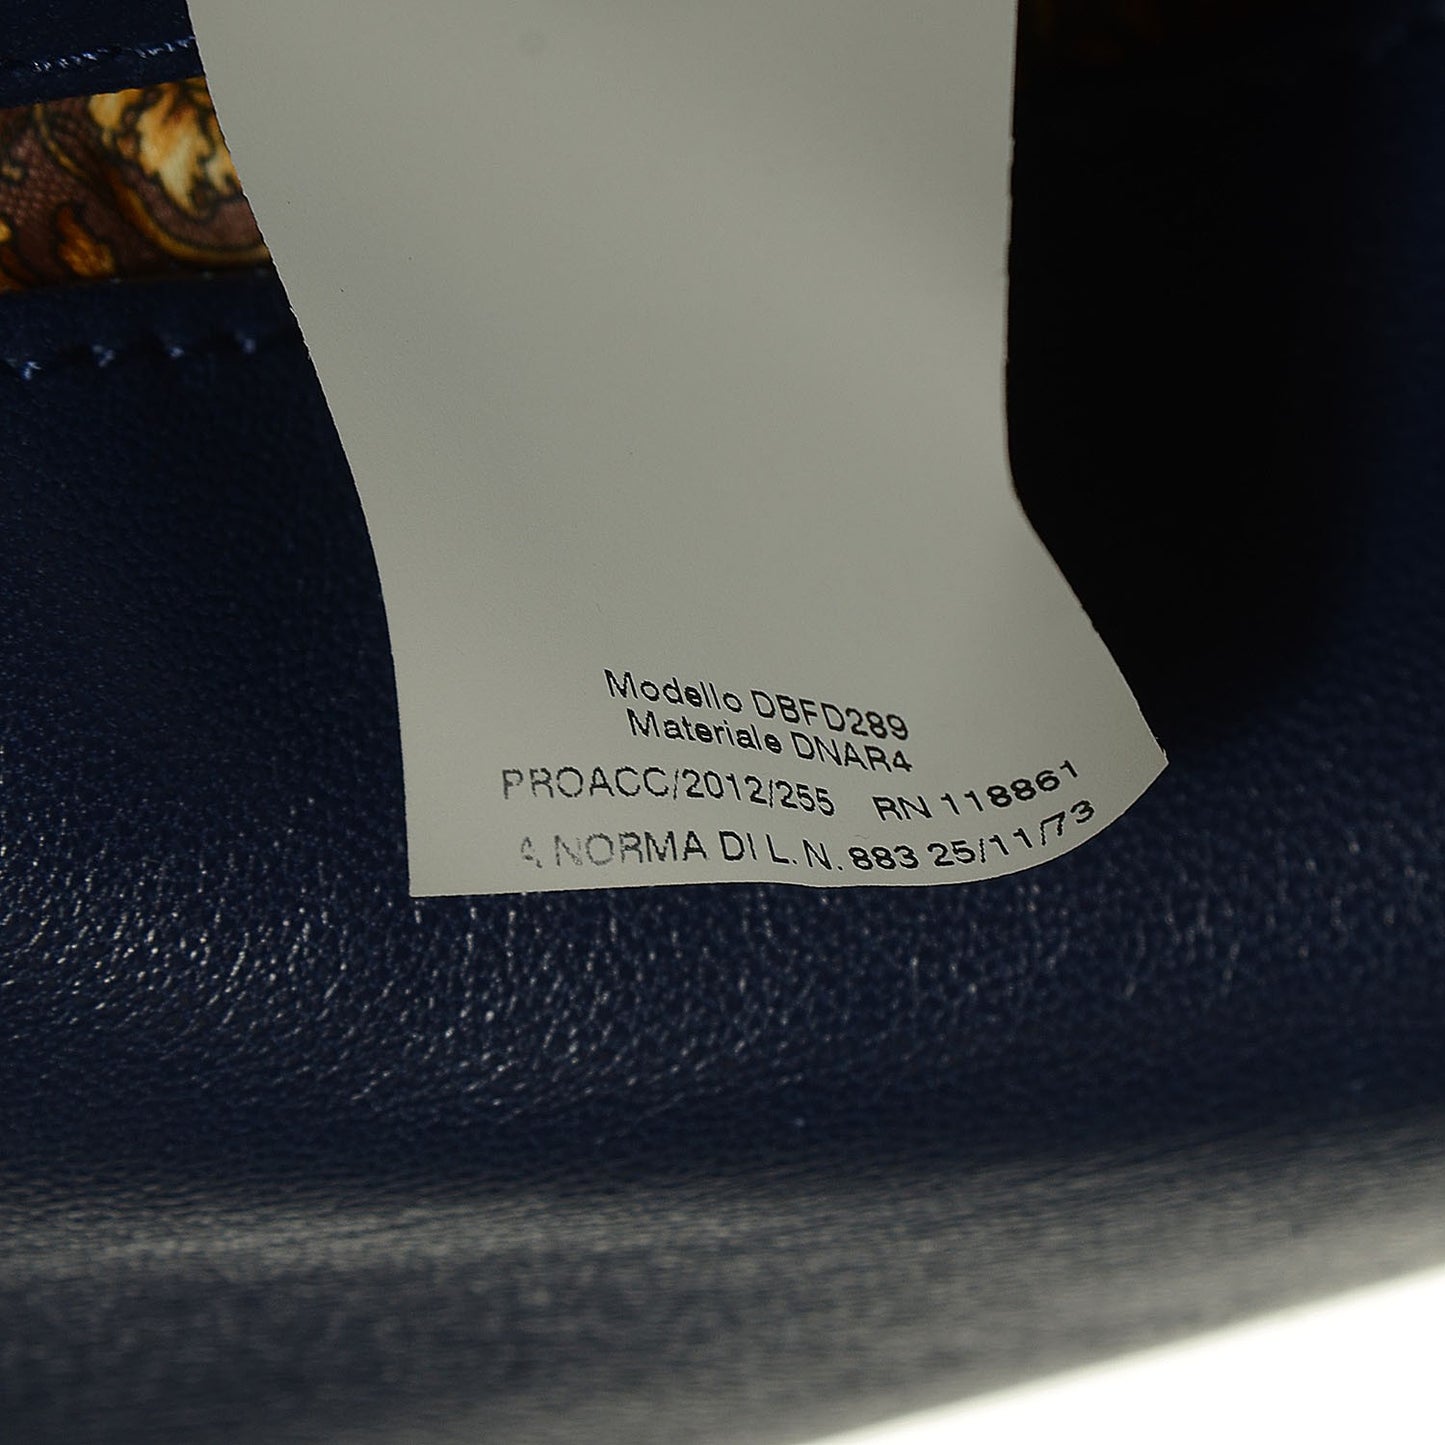 Modello DBFD289
Materiale DNAR4
PROACC/2012/255 RN 118861
A NORMA DI L. N. 883 25/11/73